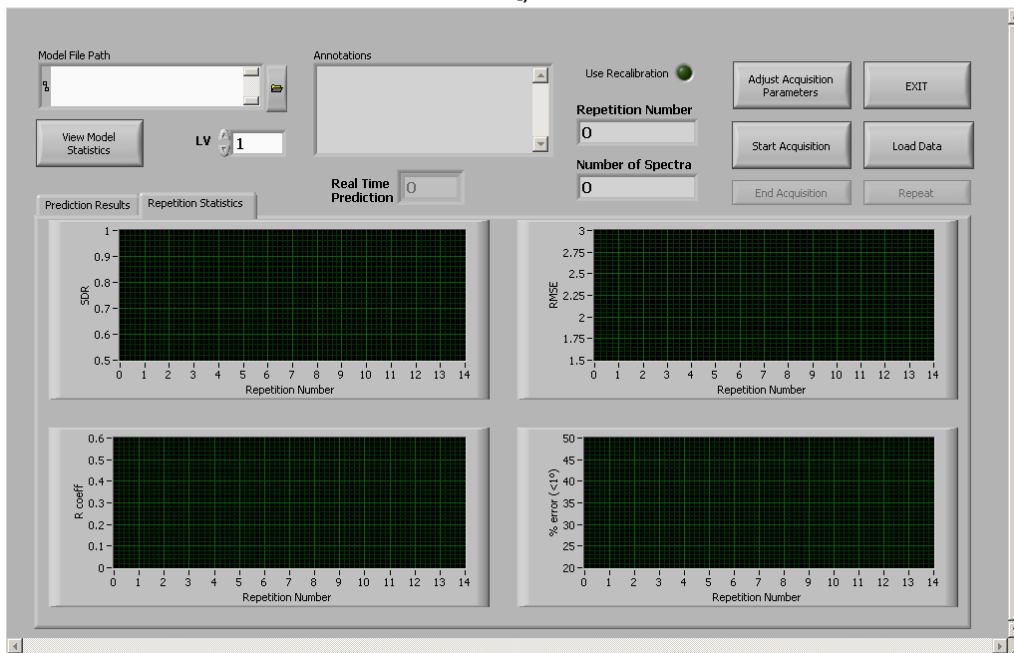 Model File Path
Annotations
Use Recalibration
Adjust Acquisition
Parameters
EXIT
Repetition Number
0
View Model
Statistics
LV
1
Start Acquisition
Load Data
Number of Spectra
0
Real Time
Prediction
0
End Acquisition
Repeat
Prediction Results
Repetition Statistics
1
0.9
0.8
0.7
0.6
0.5
SDR
0 1 2 3 4 5 6 7 8 9 10 11 12 13 14
Repetition Number
3
2.75
2.5
2.25
2
1.75
1.5
RMSE
0 1 2 3 4 5 6 7 8 9 10 11 12 13 14
Repetition Number
0.6
0.5
0.4
0.3
0.2
0.1
0
R coeff
0 1 2 3 4 5 6 7 8 9 10 11 12 13 14
Repetition Number
50
45
40
35
30
25
20
% error (<1º)
0 1 2 3 4 5 6 7 8 9 10 11 12 13 14
Repetition Number